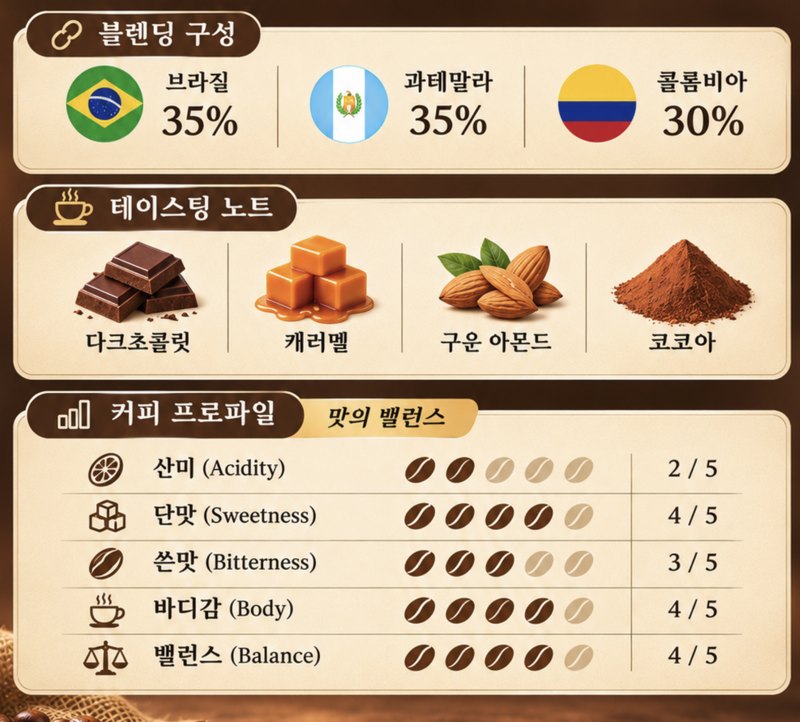 블렌딩 구성
브라질
35%
과테말라
35%
콜롬비아
30%
테이스팅 노트
다크초콜릿
캐러멜
구운 아몬드
코코아
커피 프로파일
맛의 밸런스
산미 (Acidity) 2 / 5
단맛 (Sweetness) 4 / 5
쓴맛 (Bitterness) 3 / 5
바디감 (Body) 4 / 5
밸런스 (Balance) 4 / 5